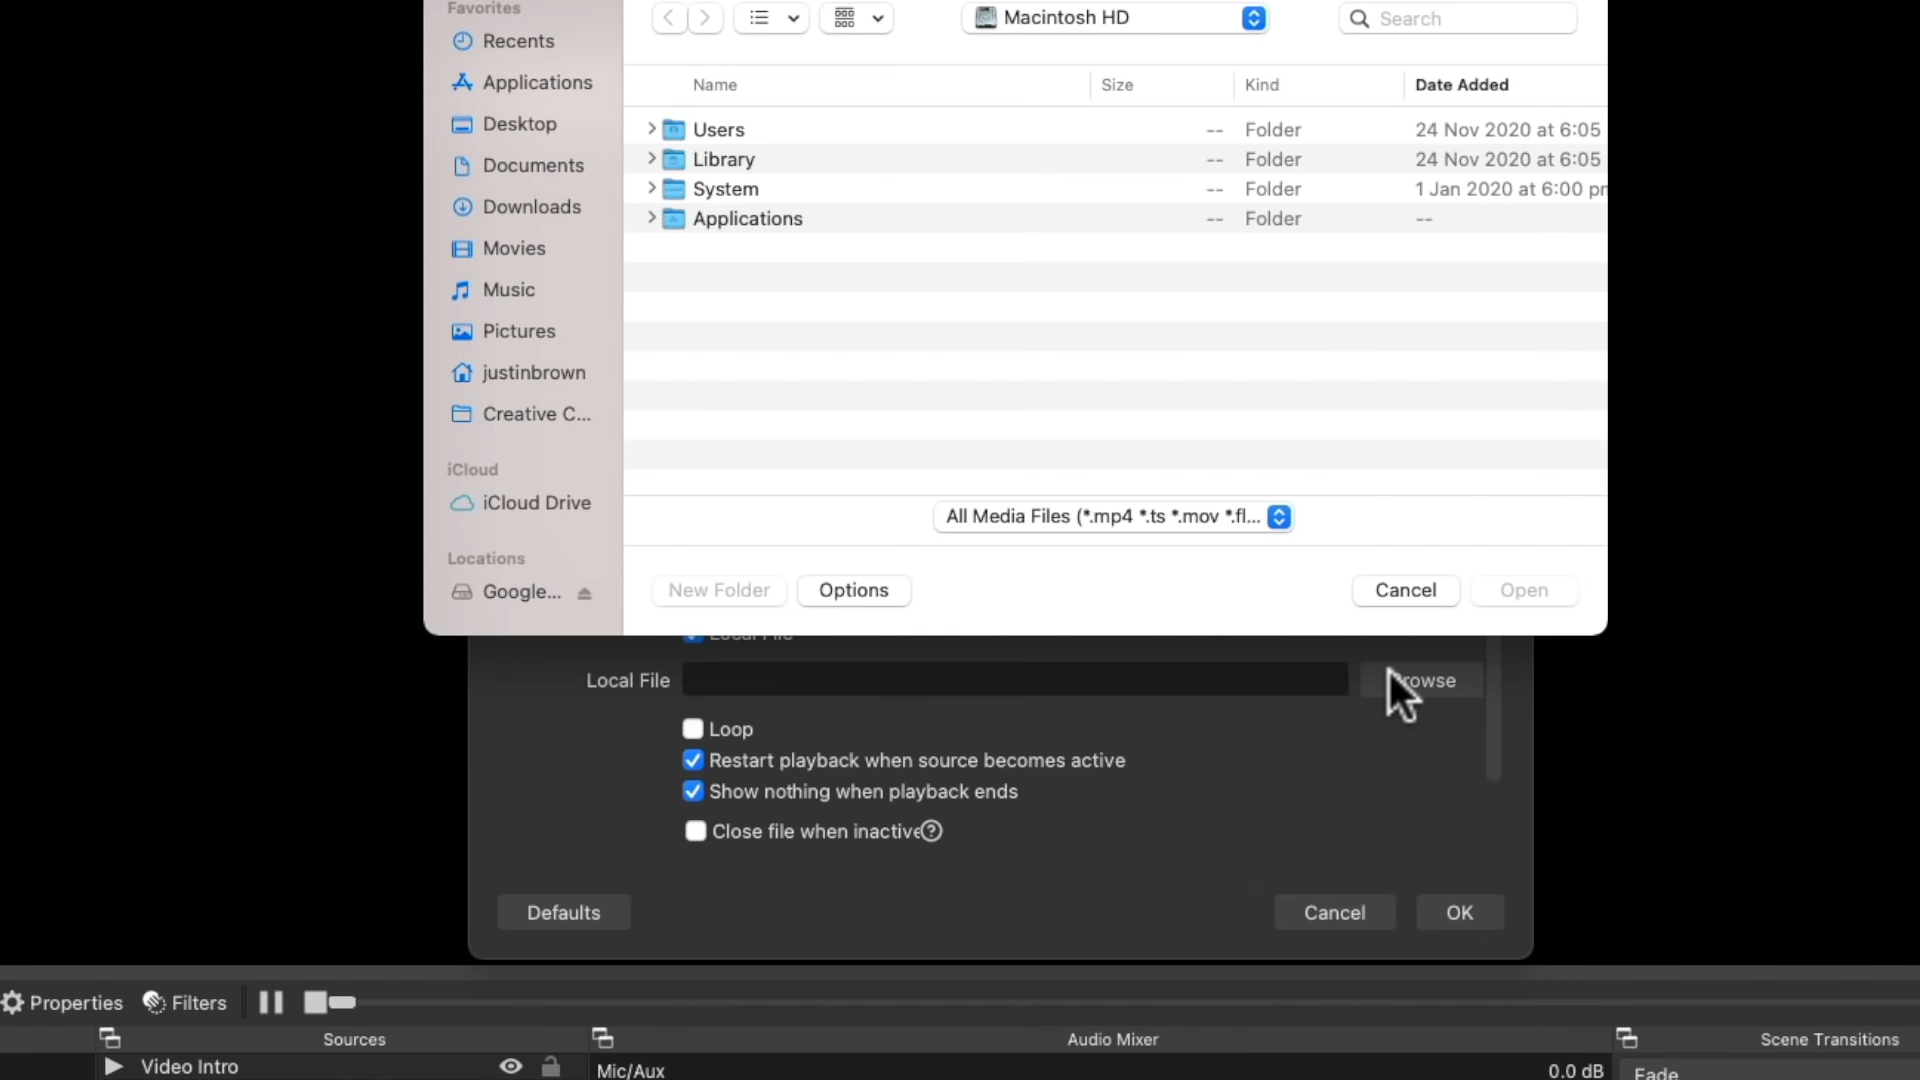 Favorites
Recents
Applications
Desktop
Documents
Downloads
Movies
Music
Pictures
justinbrown
Creative C...
iCloud
iCloud Drive
Locations
Google...
Macintosh HD
Search
Name Size Kind Date Added
Users -- Folder 24 Nov 2020 at 6:05
Library -- Folder 24 Nov 2020 at 6:05
System -- Folder 1 Jan 2020 at 6:00 pm
Applications -- Folder --
All Media Files (*.mp4 *.ts *.mov *.fl...
New Folder Options Cancel Open
Local File
Local File Browse
Loop
Restart playback when source becomes active
Show nothing when playback ends
Close file when inactive ?
Defaults Cancel OK
Properties Filters
Sources Audio Mixer Scene Transitions
Video Intro Mic/Aux 0.0 dB Fade